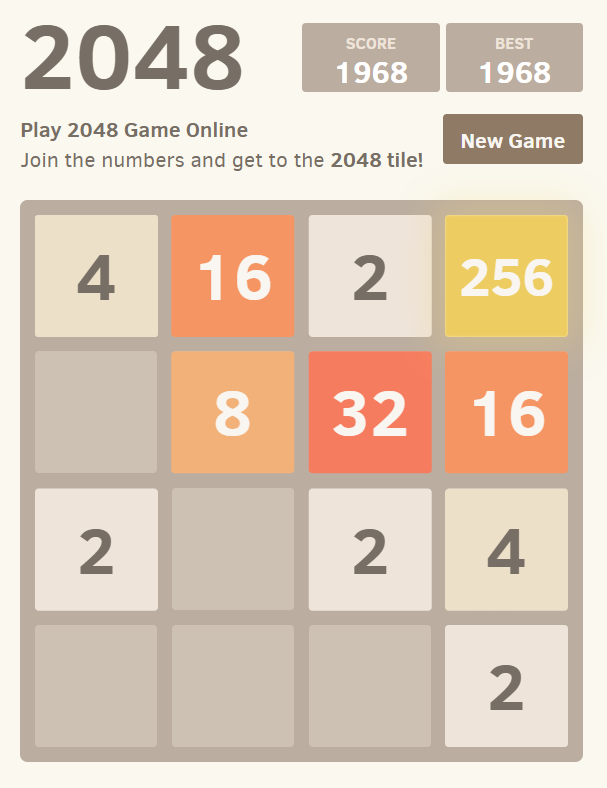 2048
SCORE
1968
BEST
1968
Play 2048 Game Online
Join the numbers and get to the 2048 tile!
New Game
4 16 2 256
8 32 16
2 2 4
2